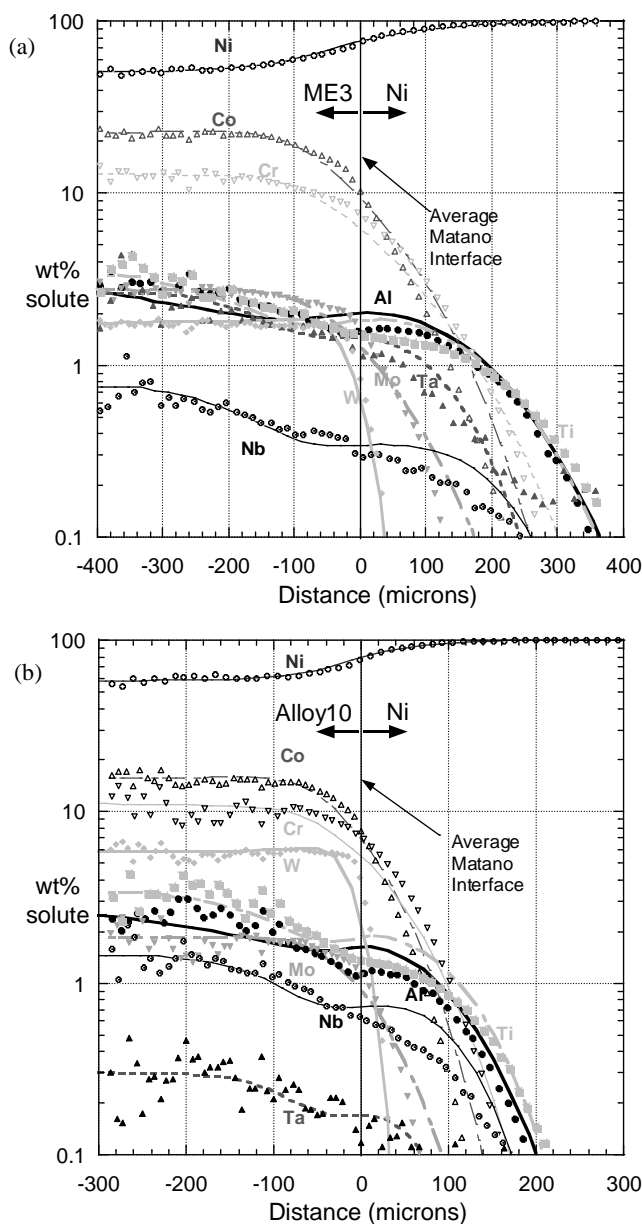 (a)
100
Ni
ME3
Ni
Co
10
Cr
Average
Matano
Interface
wt%
solute
Al
1
W
Mo
Ta
Ti
Nb
0.1
-400
-300
-200
-100
0
100
200
300
400
Distance (microns)
(b)
100
Ni
Alloy10
Ni
Co
10
Cr
W
Average
Matano
Interface
wt%
solute
Mo
Al
1
Nb
Ti
Ta
0.1
-300
-200
-100
0
100
200
300
Distance (microns)